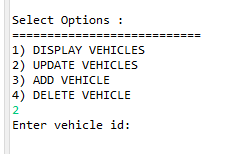 Select Options :
===========================
1) DISPLAY VEHICLES
2) UPDATE VEHICLES
3) ADD VEHICLE
4) DELETE VEHICLE
2
Enter vehicle id: